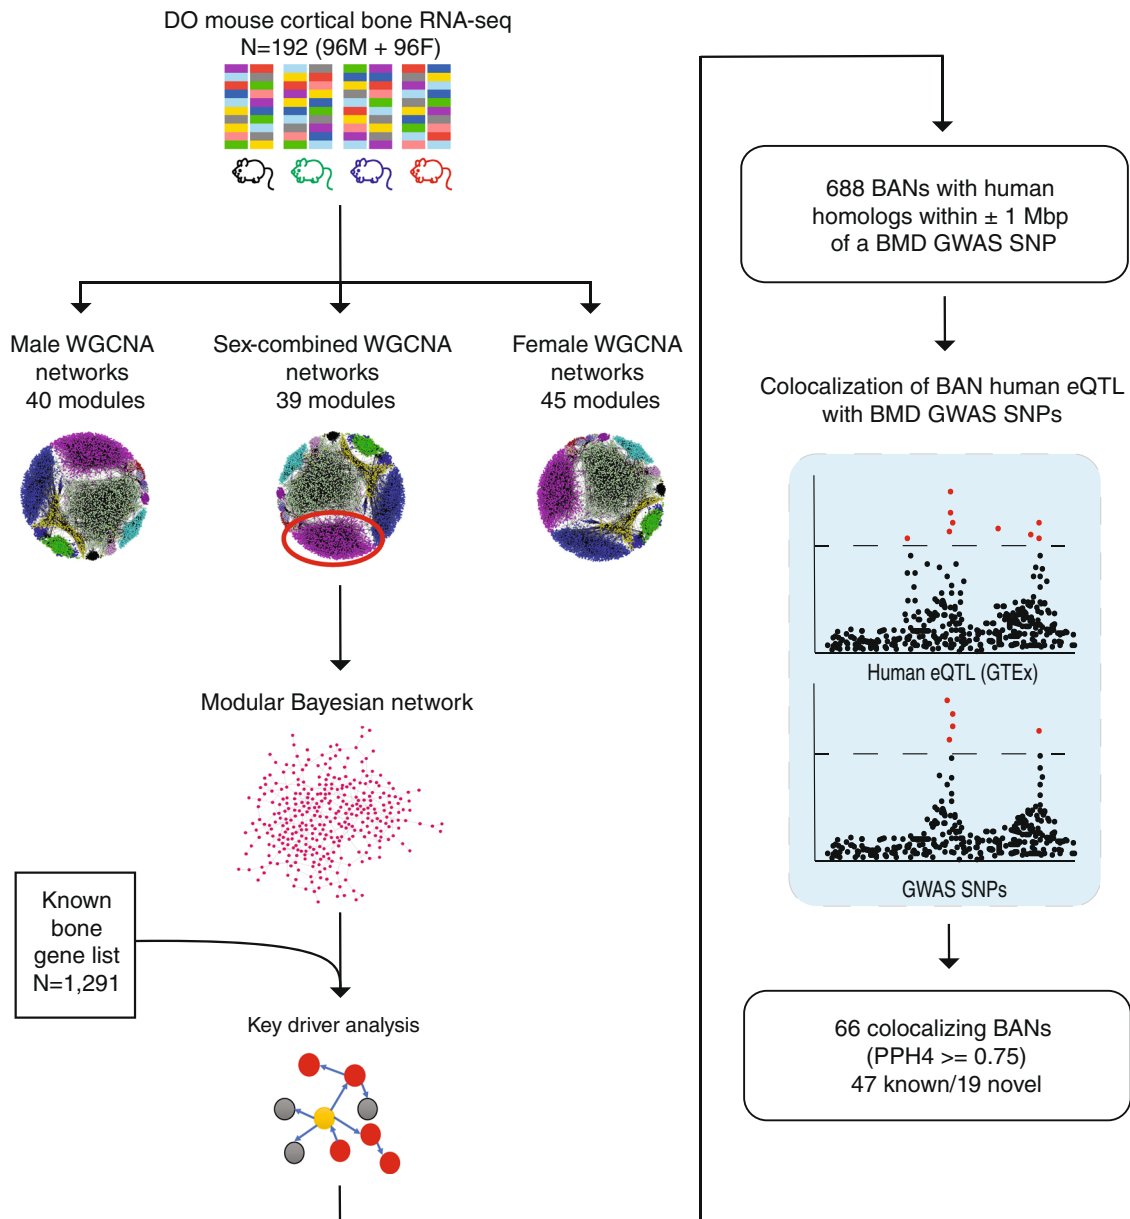 DO mouse cortical bone RNA-seq
N=192 (96M + 96F)
Male WGCNA
networks
40 modules
Sex-combined WGCNA
networks
39 modules
Female WGCNA
networks
45 modules
Modular Bayesian network
Known
bone
gene list
N=1,291
Key driver analysis
688 BANs with human
homologs within ± 1 Mbp
of a BMD GWAS SNP
Colocalization of BAN human eQTL
with BMD GWAS SNPs
Human eQTL (GTEx)
GWAS SNPs
66 colocalizing BANs
(PPH4 >= 0.75)
47 known/19 novel